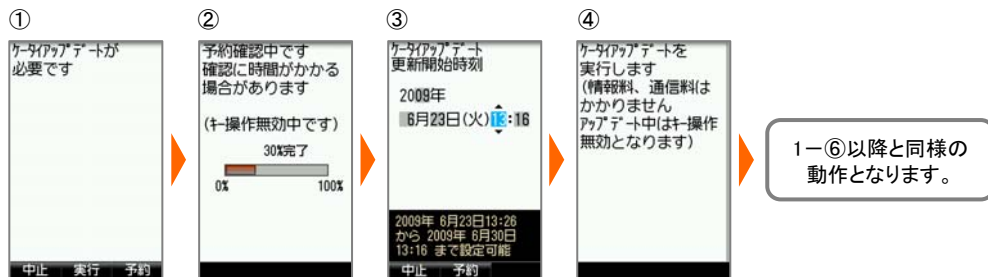 ①
ｹｰﾀｲｱｯﾌﾟﾃﾞｰﾄが
必要です
中止 実行 予約
②
予約確認中です
確認に時間がかかる
場合があります
(ｷｰ操作無効中です)
30%完了
0% 100%
③
ｹｰﾀｲｱｯﾌﾟﾃﾞｰﾄ
更新開始時刻
2009年
6月23日(火)13:16
2009年 6月23日13:26
から 2009年 6月30日
13:16 まで設定可能
中止 予約
④
ｹｰﾀｲｱｯﾌﾟﾃﾞｰﾄを
実行します
(情報料、通信料は
かかりません
ｱｯﾌﾟﾃﾞｰﾄ中はｷｰ操作
無効となります)
1－⑥以降と同様の
動作となります。